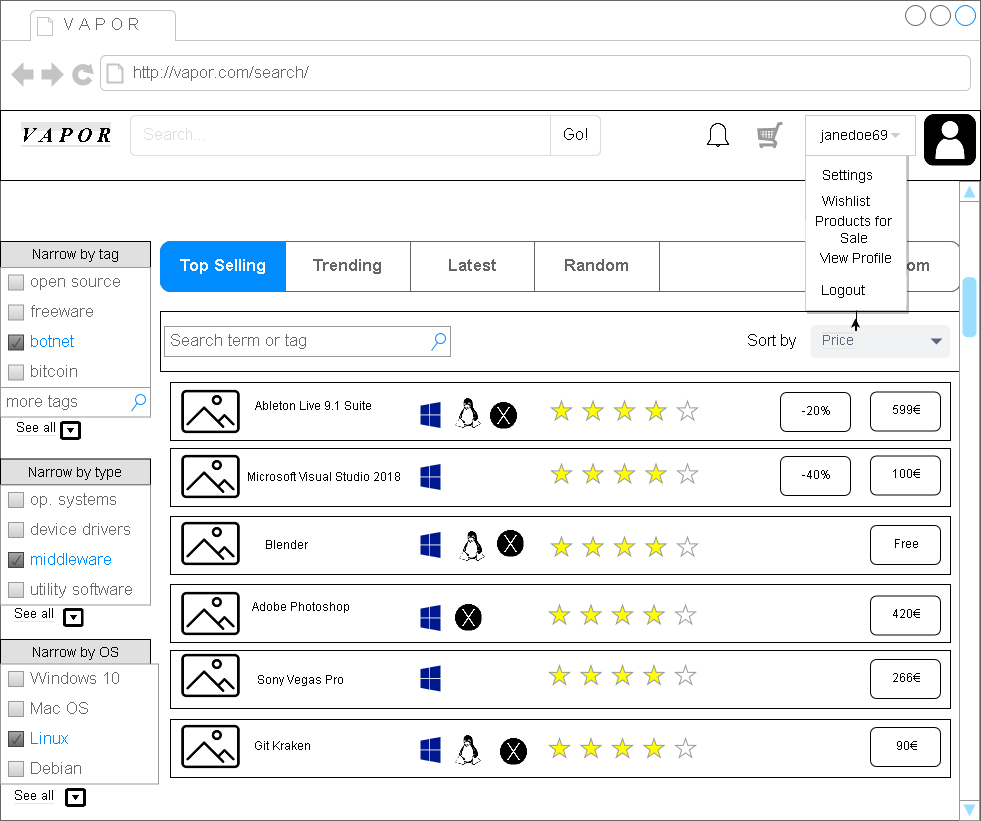 V A P O R
http://vapor.com/search/
VAPOR
Search...
Go!
janedoe69
Settings
Wishlist
Products for
Sale
View Profile
Logout
Narrow by tag
open source
freeware
botnet
bitcoin
more tags
See all
Narrow by type
op. systems
device drivers
middleware
utility software
See all
Narrow by OS
Windows 10
Mac OS
Linux
Debian
See all
Top Selling
Trending
Latest
Random
om
Search term or tag
Sort by
Price
Ableton Live 9.1 Suite
X
-20%
599€
Microsoft Visual Studio 2018
-40%
100€
Blender
X
Free
Adobe Photoshop
X
420€
Sony Vegas Pro
266€
Git Kraken
X
90€